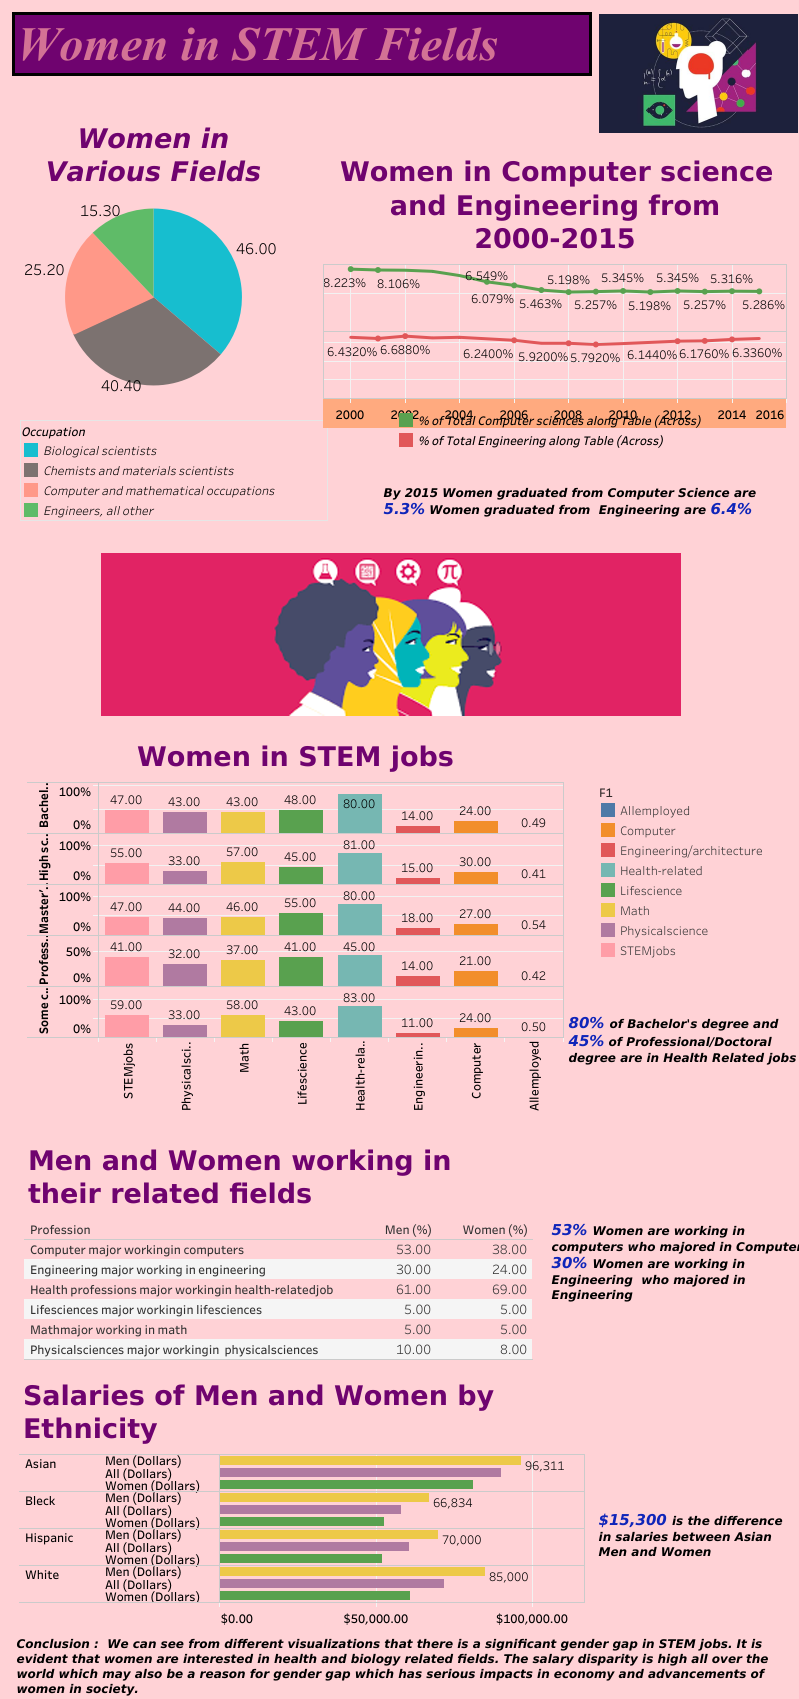 Women in STEM Fields
Women in
Various Fields
15.30
46.00
25.20
40.40
Occupation
Biological scientists
Chemists and materials scientists
Computer and mathematical occupations
Engineers, all other
Women in Computer science
and Engineering from
2000-2015
8.223% 8.106% 6.549% 6.079% 5.463% 5.198% 5.257% 5.345% 5.198% 5.345% 5.257% 5.316% 5.286%
6.4320% 6.6880% 6.2400% 5.9200% 5.7920% 6.1440% 6.1760% 6.3360%
2000 2002 2004 2006 2008 2010 2012 2014 2016
% of Total Computer sciences along Table (Across)
% of Total Engineering along Table (Across)
By 2015 Women graduated from Computer Science are
5.3% Women graduated from Engineering are 6.4%
Women in STEM jobs
Bachel..
100%
0%
47.00 43.00 43.00 48.00 80.00 14.00 24.00 0.49
High sc..
100%
0%
55.00 33.00 57.00 45.00 81.00 15.00 30.00 0.41
Master'..
100%
0%
47.00 44.00 46.00 55.00 80.00 18.00 27.00 0.54
Profess..
50%
0%
41.00 32.00 37.00 41.00 45.00 14.00 21.00 0.42
Some c..
100%
0%
59.00 33.00 58.00 43.00 83.00 11.00 24.00 0.50
STEMjobs
Physicalsci..
Math
Lifescience
Health-rela..
Engineerin..
Computer
Allemployed
F1
Allemployed
Computer
Engineering/architecture
Health-related
Lifescience
Math
Physicalscience
STEMjobs
80% of Bachelor's degree and
45% of Professional/Doctoral
degree are in Health Related jobs
Men and Women working in
their related fields
Profession Men (%) Women (%)
Computer major workingin computers 53.00 38.00
Engineering major working in engineering 30.00 24.00
Health professions major workingin health-relatedjob 61.00 69.00
Lifesciences major workingin lifesciences 5.00 5.00
Mathmajor working in math 5.00 5.00
Physicalsciences major workingin physicalsciences 10.00 8.00
53% Women are working in
computers who majored in Computer
30% Women are working in
Engineering who majored in
Engineering
Salaries of Men and Women by
Ethnicity
Asian
Men (Dollars) 96,311
All (Dollars)
Women (Dollars)
Bleck
Men (Dollars) 66,834
All (Dollars)
Women (Dollars)
Hispanic
Men (Dollars) 70,000
All (Dollars)
Women (Dollars)
White
Men (Dollars) 85,000
All (Dollars)
Women (Dollars)
$0.00 $50,000.00 $100,000.00
$15,300 is the difference
in salaries between Asian
Men and Women
Conclusion : We can see from different visualizations that there is a significant gender gap in STEM jobs. It is
evident that women are interested in health and biology related fields. The salary disparity is high all over the
world which may also be a reason for gender gap which has serious impacts in economy and advancements of
women in society.